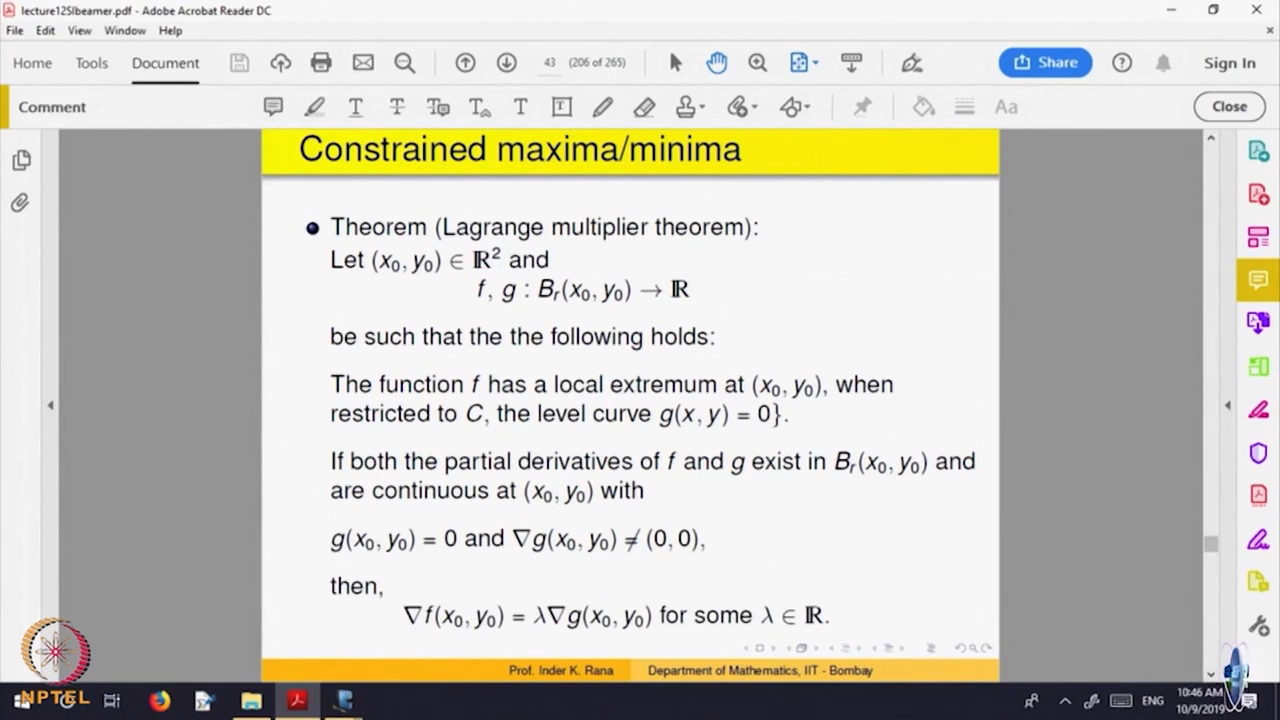 lecture12SIbeamer.pdf - Adobe Acrobat Reader DC
File Edit View Window Help
Home Tools Document 43 (206 of 265) Share Sign In
Comment Aa Close
Constrained maxima/minima
Theorem (Lagrange multiplier theorem):
Let (x₀, y₀) ∈ ℝ² and
f, g : Bᵣ(x₀, y₀) → ℝ
be such that the the following holds:
The function f has a local extremum at (x₀, y₀), when
restricted to C, the level curve g(x, y) = 0}.
If both the partial derivatives of f and g exist in Bᵣ(x₀, y₀) and
are continuous at (x₀, y₀) with
g(x₀, y₀) = 0 and ∇g(x₀, y₀) ≠ (0, 0),
then,
∇f(x₀, y₀) = λ∇g(x₀, y₀) for some λ ∈ ℝ.
Prof. Inder K. Rana Department of Mathematics, IIT - Bombay
NPTEL
ENG
10:46 AM
10/9/2019